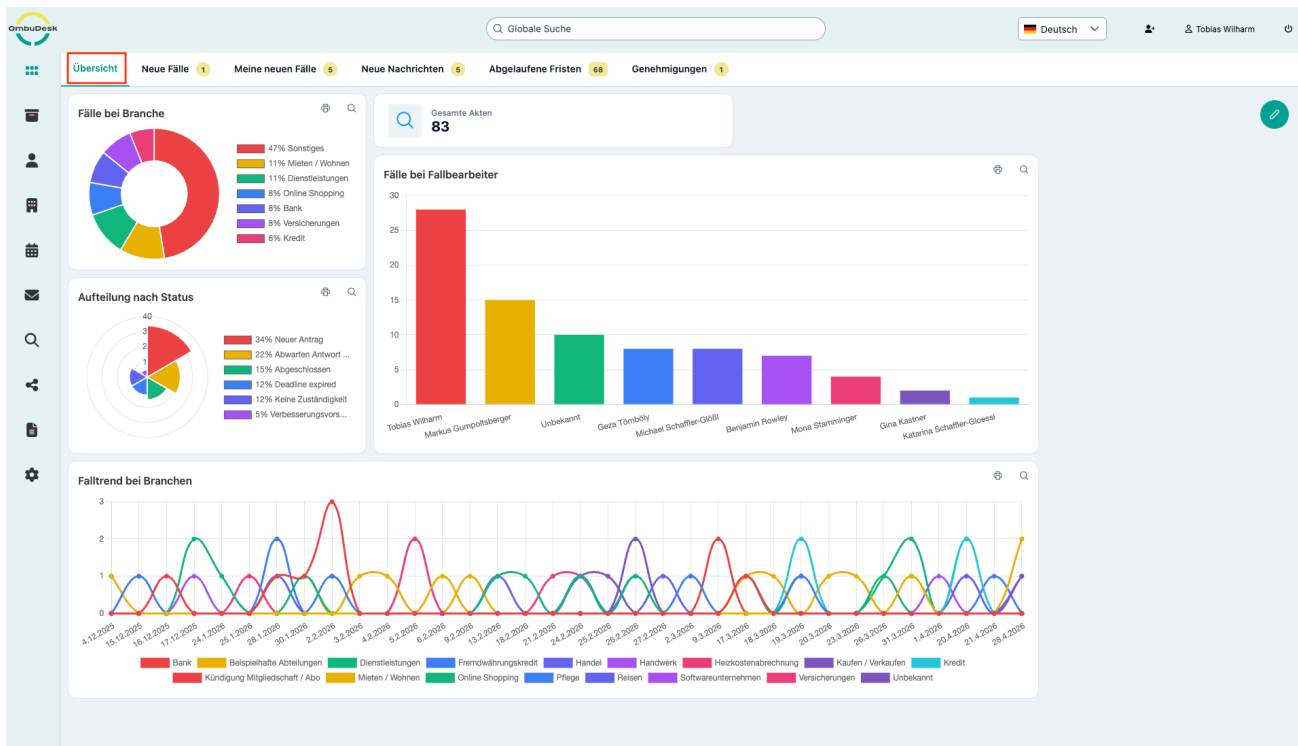 OmbuDesk
Globale Suche
Deutsch
Tobias Wilharm
Übersicht
Neue Fälle 1
Meine neuen Fälle 5
Neue Nachrichten 5
Abgelaufene Fristen 68
Genehmigungen 1
Fälle bei Branche
47% Sonstiges
11% Mieten / Wohnen
11% Dienstleistungen
8% Online Shopping
8% Bank
8% Versicherungen
6% Kredit
Gesamte Akten
83
Fälle bei Fallbearbeiter
30
25
20
15
10
5
0
Tobias Wilharm
Markus Gumpoltsberger
Unbekannt
Geza Tömböly
Michael Schaffler-Glößl
Benjamin Rowley
Mona Stamminger
Gina Kastner
Katarina Schaffler-Gloessl
Aufteilung nach Status
40
3
2
1
34% Neuer Antrag
22% Abwarten Antwort ...
15% Abgeschlossen
12% Deadline expired
12% Keine Zuständigkeit
5% Verbesserungsvors...
Falltrend bei Branchen
3
2
1
0
4.12.2025
15.12.2025
16.12.2025
17.12.2025
24.1.2026
25.1.2026
28.1.2026
30.1.2026
2.2.2026
3.2.2026
4.2.2026
5.2.2026
6.2.2026
9.2.2026
13.2.2026
18.2.2026
21.2.2026
24.2.2026
25.2.2026
26.2.2026
27.2.2026
2.3.2026
9.3.2026
17.3.2026
18.3.2026
19.3.2026
20.3.2026
23.3.2026
26.3.2026
31.3.2026
1.4.2026
20.4.2026
21.4.2026
28.4.2026
Bank
Beispielhafte Abteilungen
Dienstleistungen
Fremdwährungskredit
Handel
Handwerk
Heizkostenabrechnung
Kaufen / Verkaufen
Kredit
Kündigung Mitgliedschaft / Abo
Mieten / Wohnen
Online Shopping
Pflege
Reisen
Softwareunternehmen
Versicherungen
Unbekannt